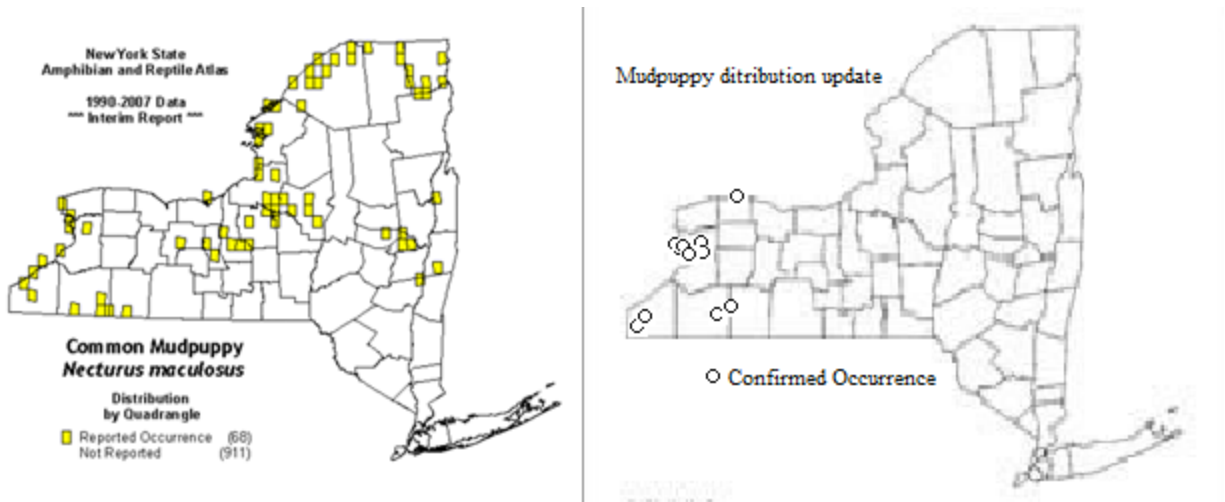 New York State
Amphibian and Reptile Atlas
1990-2007 Data
~~~ Interim Report ~~~
Common Mudpuppy
Necturus maculosus
Distribution
by Quadrangle
Reported Occurrence (68)
Not Reported (911)
Mudpuppy ditribution update
Confirmed Occurrence